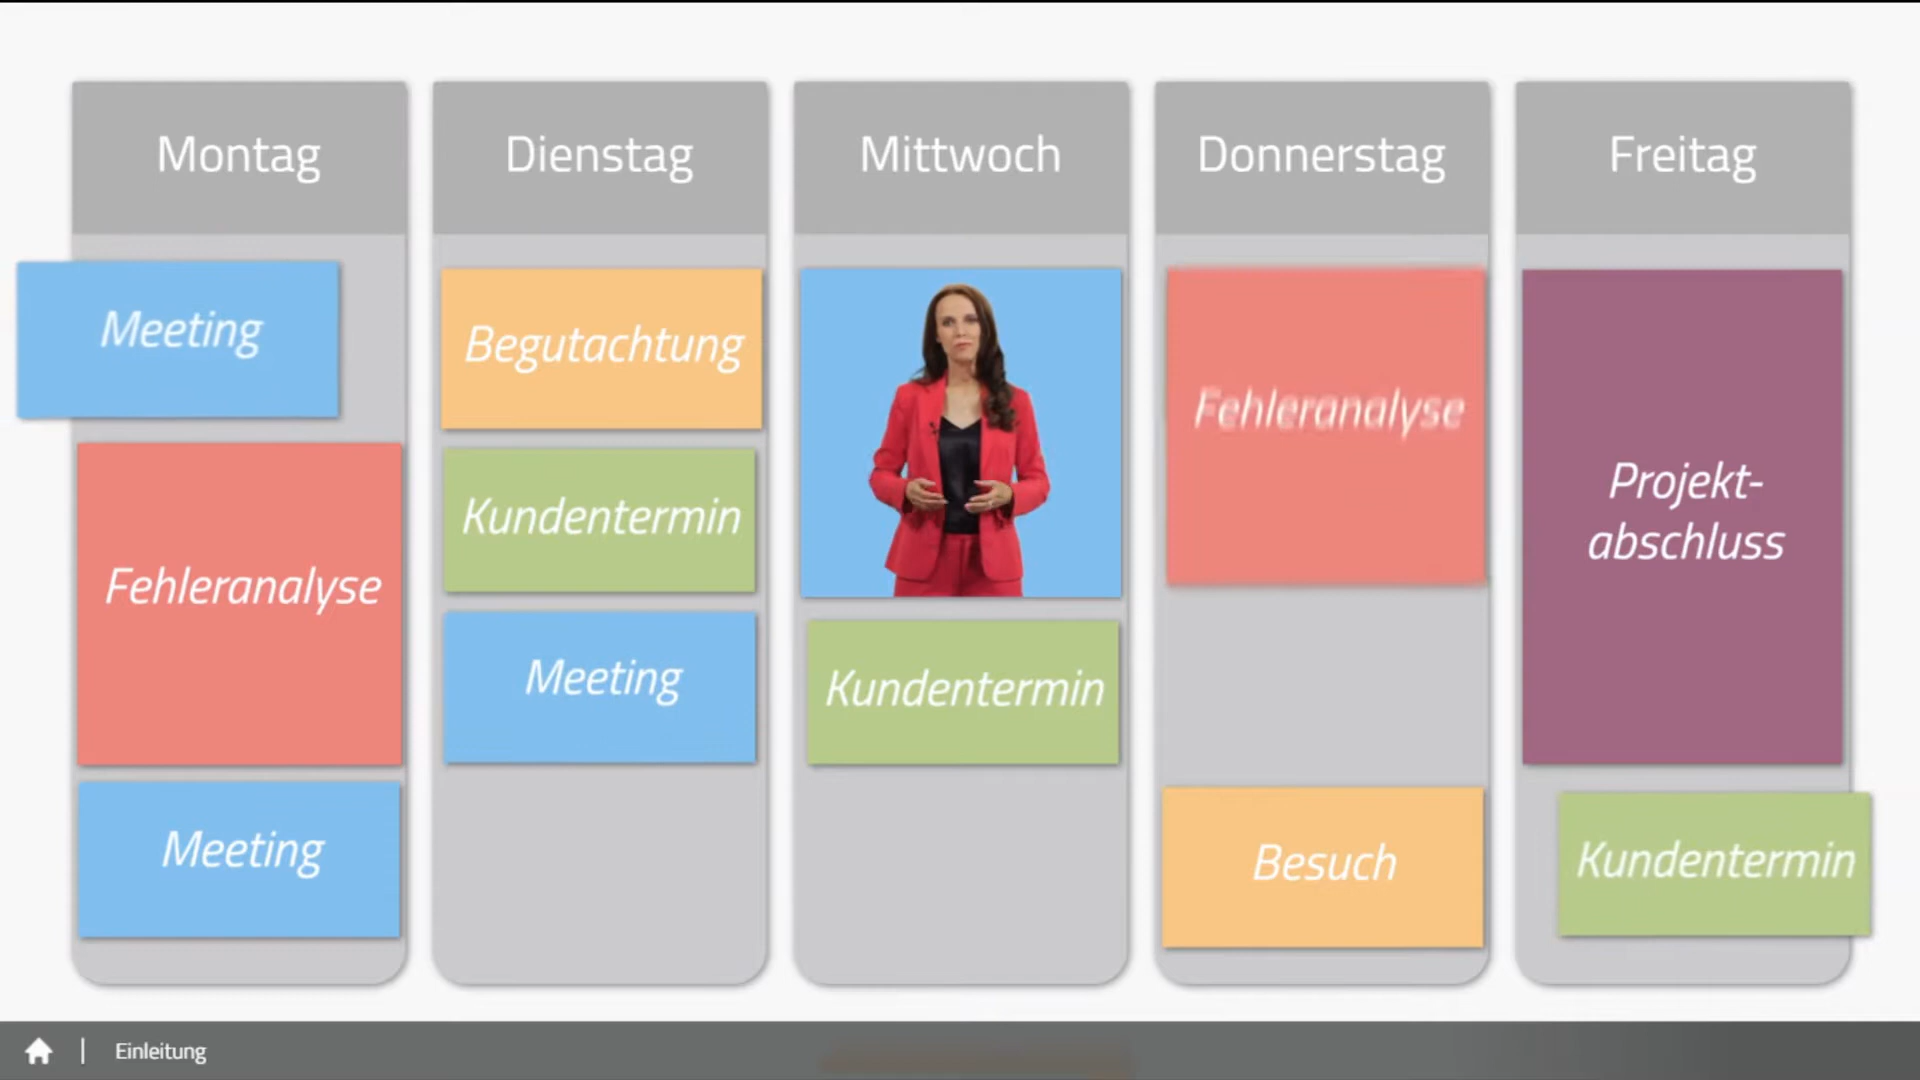 Montag
Dienstag
Mittwoch
Donnerstag
Freitag
Meeting
Fehleranalyse
Meeting
Begutachtung
Kundentermin
Meeting
Kundentermin
Fehleranalyse
Besuch
Projekt-
abschluss
Kundentermin
Einleitung